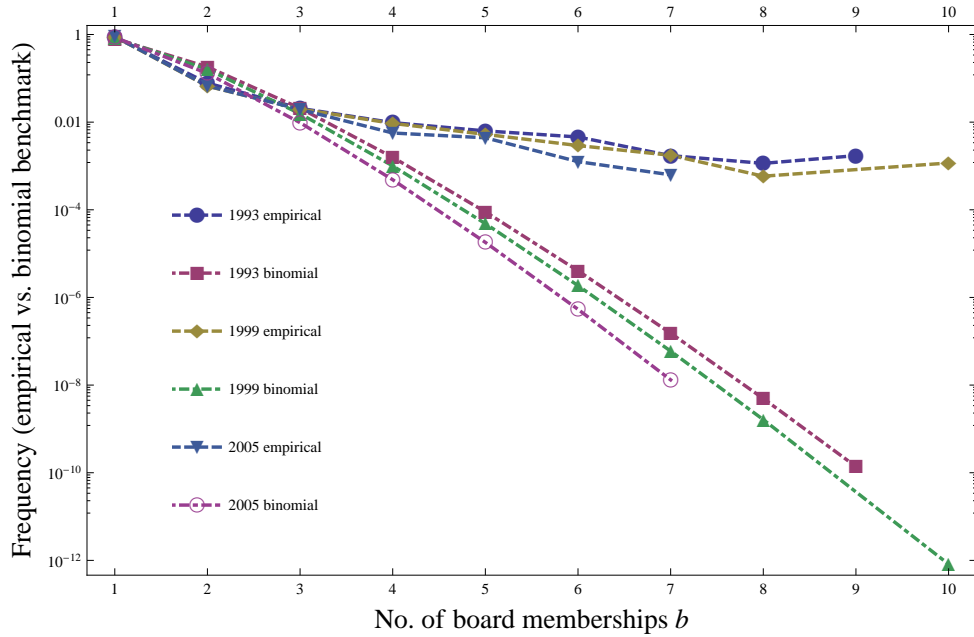 1 2 3 4 5 6 7 8 9 10
1
0.01
10⁻⁴
10⁻⁶
10⁻⁸
10⁻¹⁰
10⁻¹²
Frequency (empirical vs. binomial benchmark)
1993 empirical
1993 binomial
1999 empirical
1999 binomial
2005 empirical
2005 binomial
1 2 3 4 5 6 7 8 9 10
No. of board memberships b